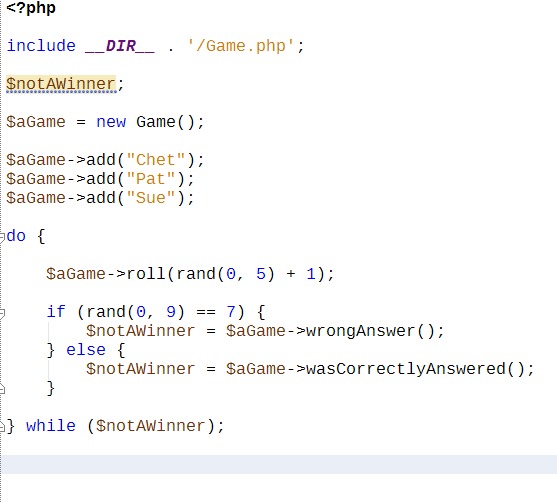 <?php
include __DIR__ . '/Game.php';
$notAWinner;
$aGame = new Game();
$aGame->add("Chet");
$aGame->add("Pat");
$aGame->add("Sue");
do {
$aGame->roll(rand(0, 5) + 1);
if (rand(0, 9) == 7) {
$notAWinner = $aGame->wrongAnswer();
} else {
$notAWinner = $aGame->wasCorrectlyAnswered();
}
} while ($notAWinner);